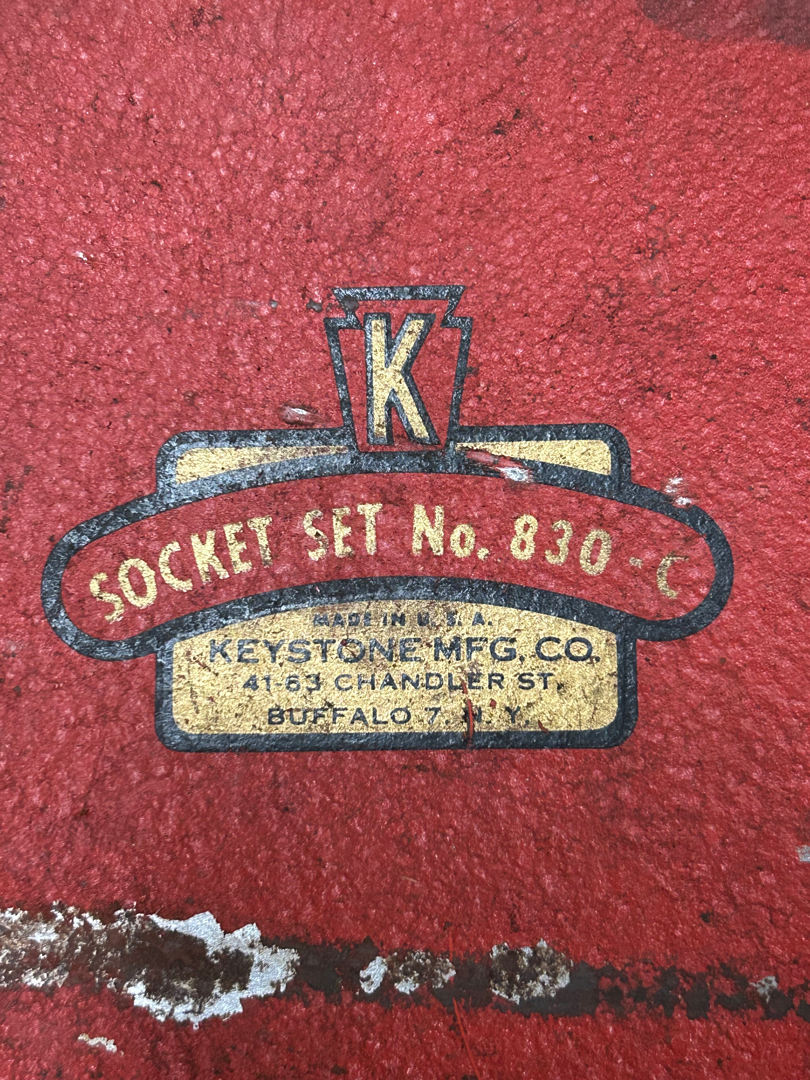 K
SOCKET SET No. 830-C
MADE IN U. S. A.
KEYSTONE MFG. CO.
41-63 CHANDLER ST.
BUFFALO 7, N. Y.